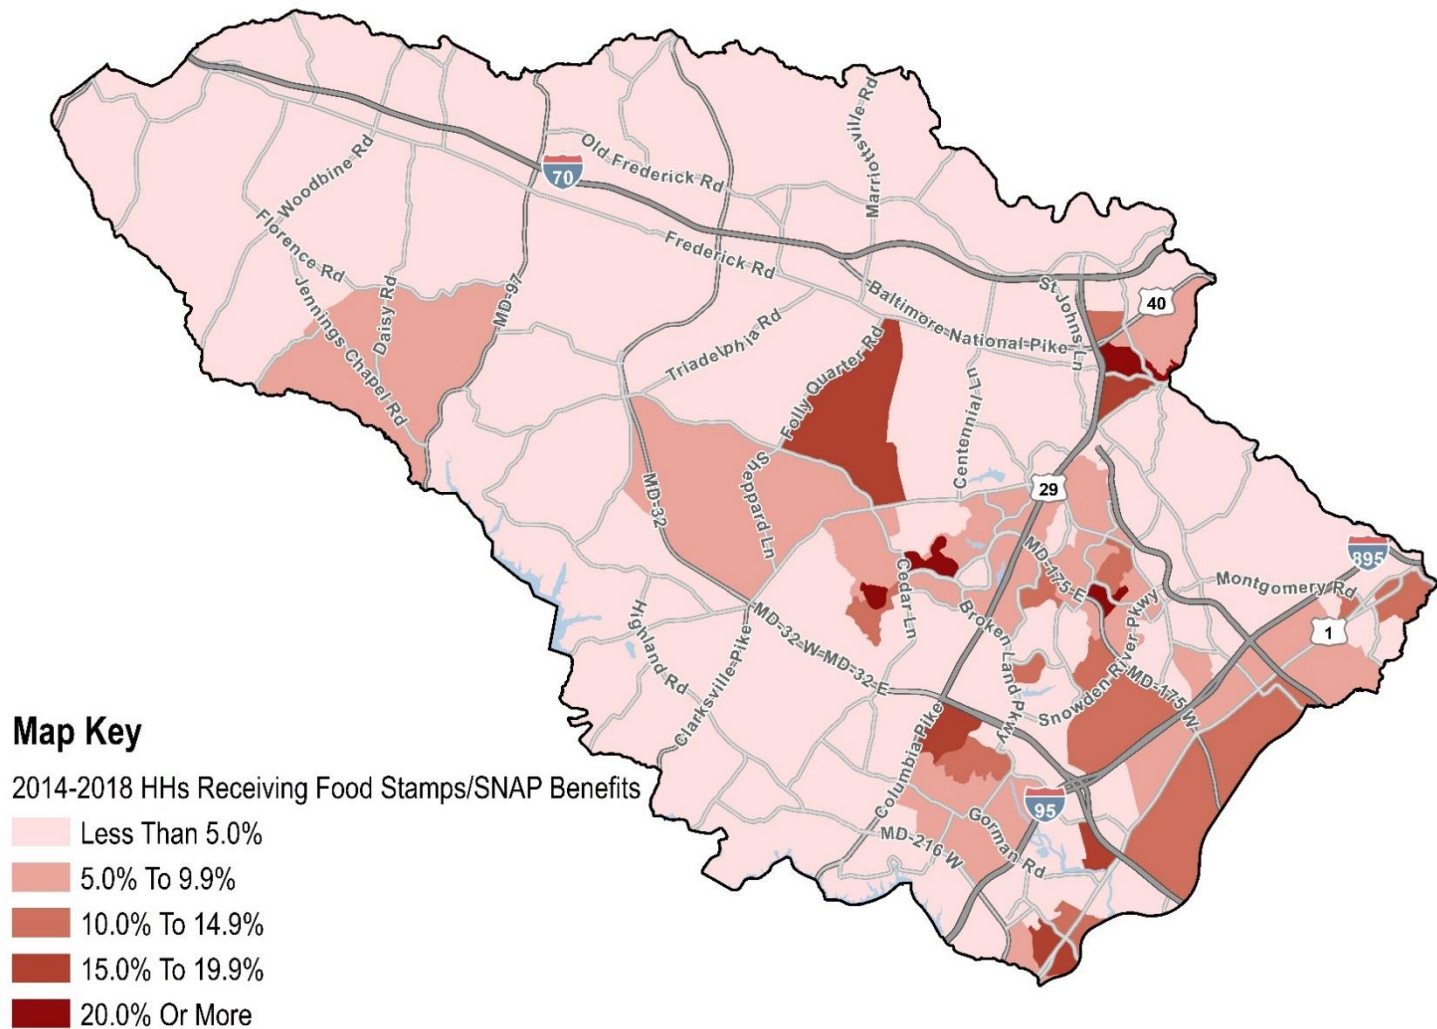 Old Frederick Rd
Marriottsville Rd
Woodbine Rd
70
Florence Rd
Frederick Rd
Jennings Chapel Rd
Daisy Rd
MD-97
Baltimore National Pike
St Johns Ln
40
Triadelphia Rd
Folly Quarter Rd
Centennial Ln
Sheppard Ln
MD-32
29
MD-175 E
Cedar Ln
895
Montgomery Rd
Broken Land Pkwy
Snowden River Pkwy
1
Highland Rd
MD-32 W MD-32 E
Clarksville Pike
MD-175 W
Columbia Pike
95
Gorman Rd
MD-216 W
Map Key
2014-2018 HHs Receiving Food Stamps/SNAP Benefits
Less Than 5.0%
5.0% To 9.9%
10.0% To 14.9%
15.0% To 19.9%
20.0% Or More